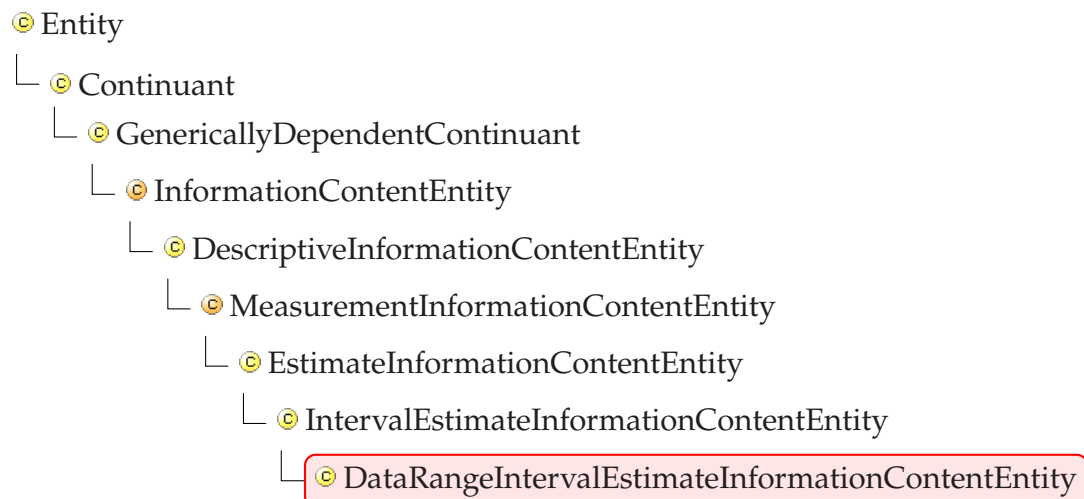 Entity
Continuant
GenericallyDependentContinuant
InformationContentEntity
DescriptiveInformationContentEntity
MeasurementInformationContentEntity
EstimateInformationContentEntity
IntervalEstimateInformationContentEntity
DataRangeIntervalEstimateInformationContentEntity